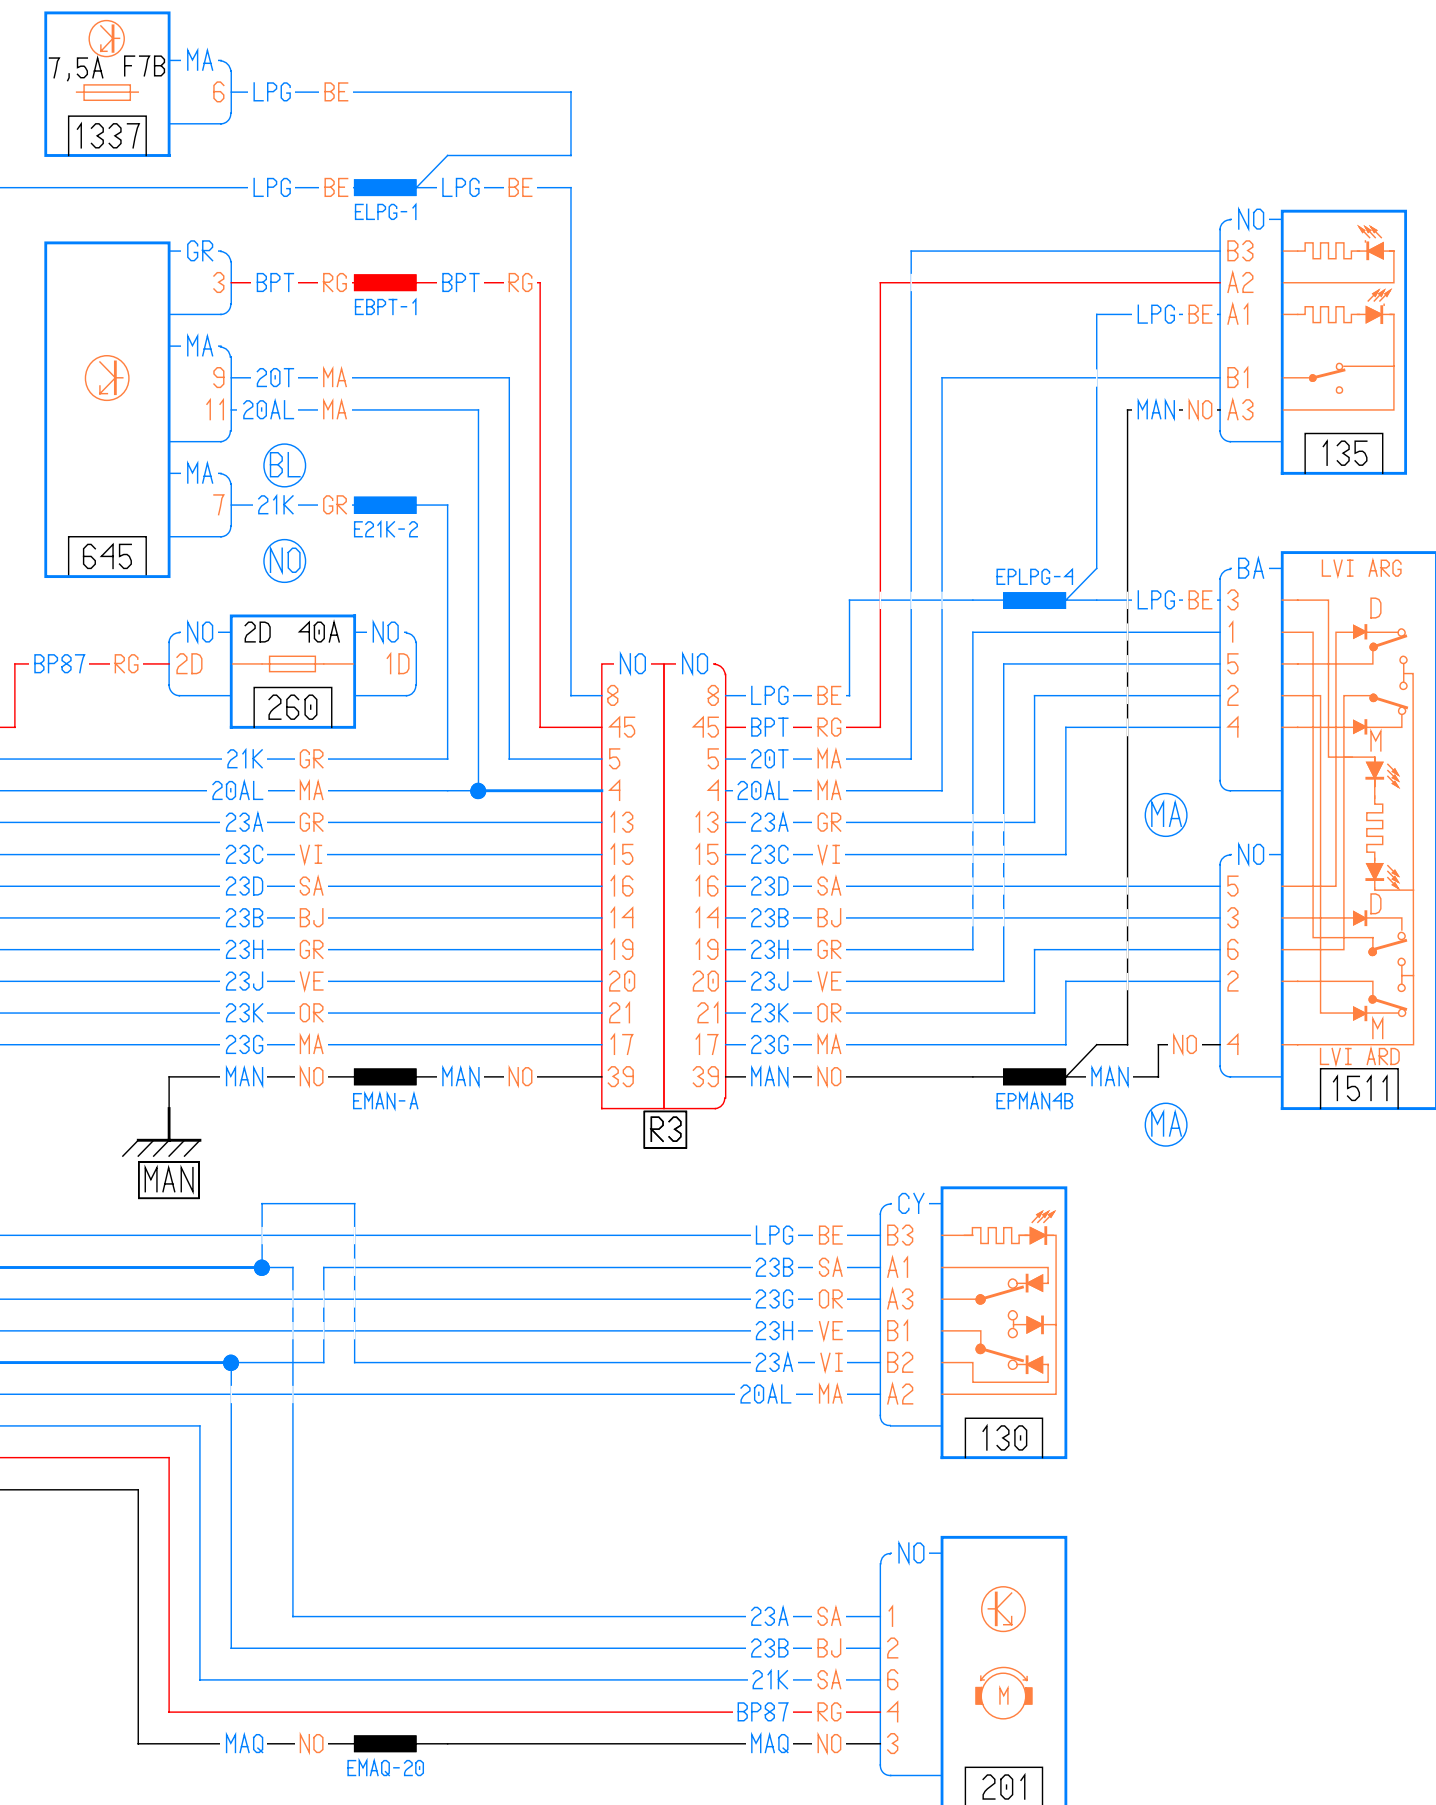 7,5A F7B MA
6 LPG BE
1337
LPG BE LPG BE
ELPG-1
NO
GR
B3
3 BPT RG BPT RG
A2
EBPT-1
LPG BE A1
MA
9 20T MA
B1
11 20AL MA
MAN NO A3
BL
135
MA
7 21K GR
E21K-2
645
NO
EPLPG-4
BA LVI ARG
LPG BE 3
D
NO 2D 40A NO
1
BP87 RG 2D 1D
NO NO
5
260
8 8 LPG BE
2
45 45 BPT RG
4
M
21K GR 5 5 20T MA
20AL MA 4 4 20AL MA
MA
23A GR 13 13 23A GR
23C VI 15 15 23C VI
NO
23D SA 16 16 23D SA 5
D
23B BJ 14 14 23B BJ 3
23H GR 19 19 23H GR 6
23J VE 20 20 23J VE 2
23K OR 21 21 23K OR
M
23G MA 17 17 23G MA
NO 4
LVI ARD
MAN NO MAN NO 39 39 MAN NO MAN
EMAN-A
EPMAN4B
1511
R3
MA
MAN
CY
LPG BE B3
23B SA A1
23G OR A3
23H VE B1
23A VI B2
20AL MA A2
130
NO
23A SA 1
23B BJ 2
21K SA 6
M
BP87 RG 4
MAQ NO MAQ NO 3
EMAQ-20
201